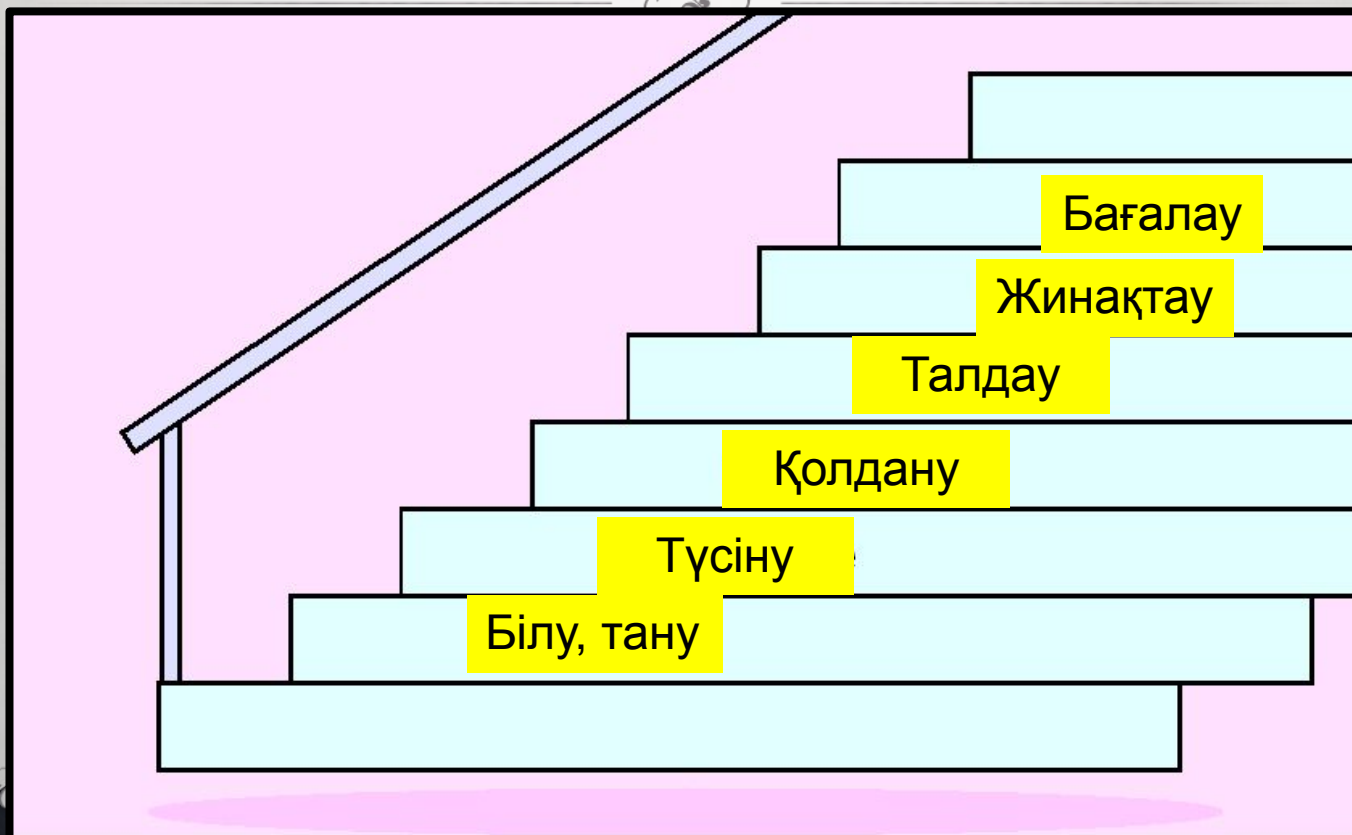 Бағалау
Жинақтау
Талдау
Қолдану
Түсіну
Білу, тану